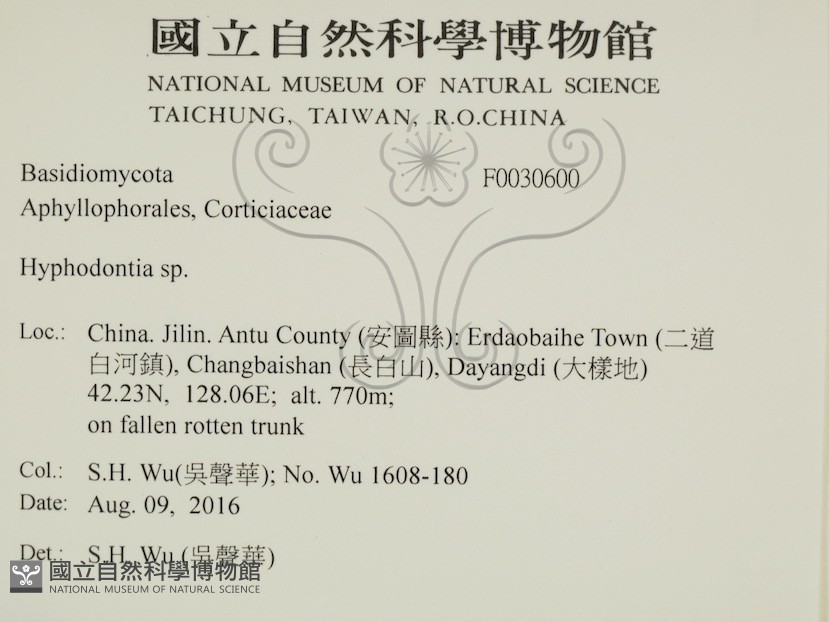 國立自然科學博物館
NATIONAL MUSEUM OF NATURAL SCIENCE
TAICHUNG, TAIWAN, R.O.CHINA
Basidiomycota F0030600
Aphyllophorales, Corticiaceae
Hyphodontia sp.
Loc.: China. Jilin. Antu County (安圖縣): Erdaobaihe Town (二道
白河鎮), Changbaishan (長白山), Dayangdi (大樣地)
42.23N, 128.06E; alt. 770m;
on fallen rotten trunk
Col.: S.H. Wu(吳聲華); No. Wu 1608-180
Date: Aug. 09, 2016
Det.: S.H. Wu (吳聲華)
國立自然科學博物館
NATIONAL MUSEUM OF NATURAL SCIENCE